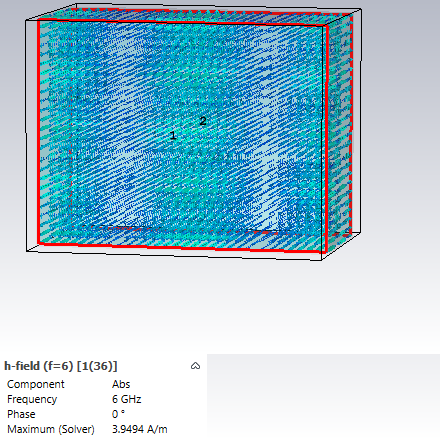 2
1
h-field (f=6) [1(36)]
Component Abs
Frequency 6 GHz
Phase 0 °
Maximum (Solver) 3.9494 A/m